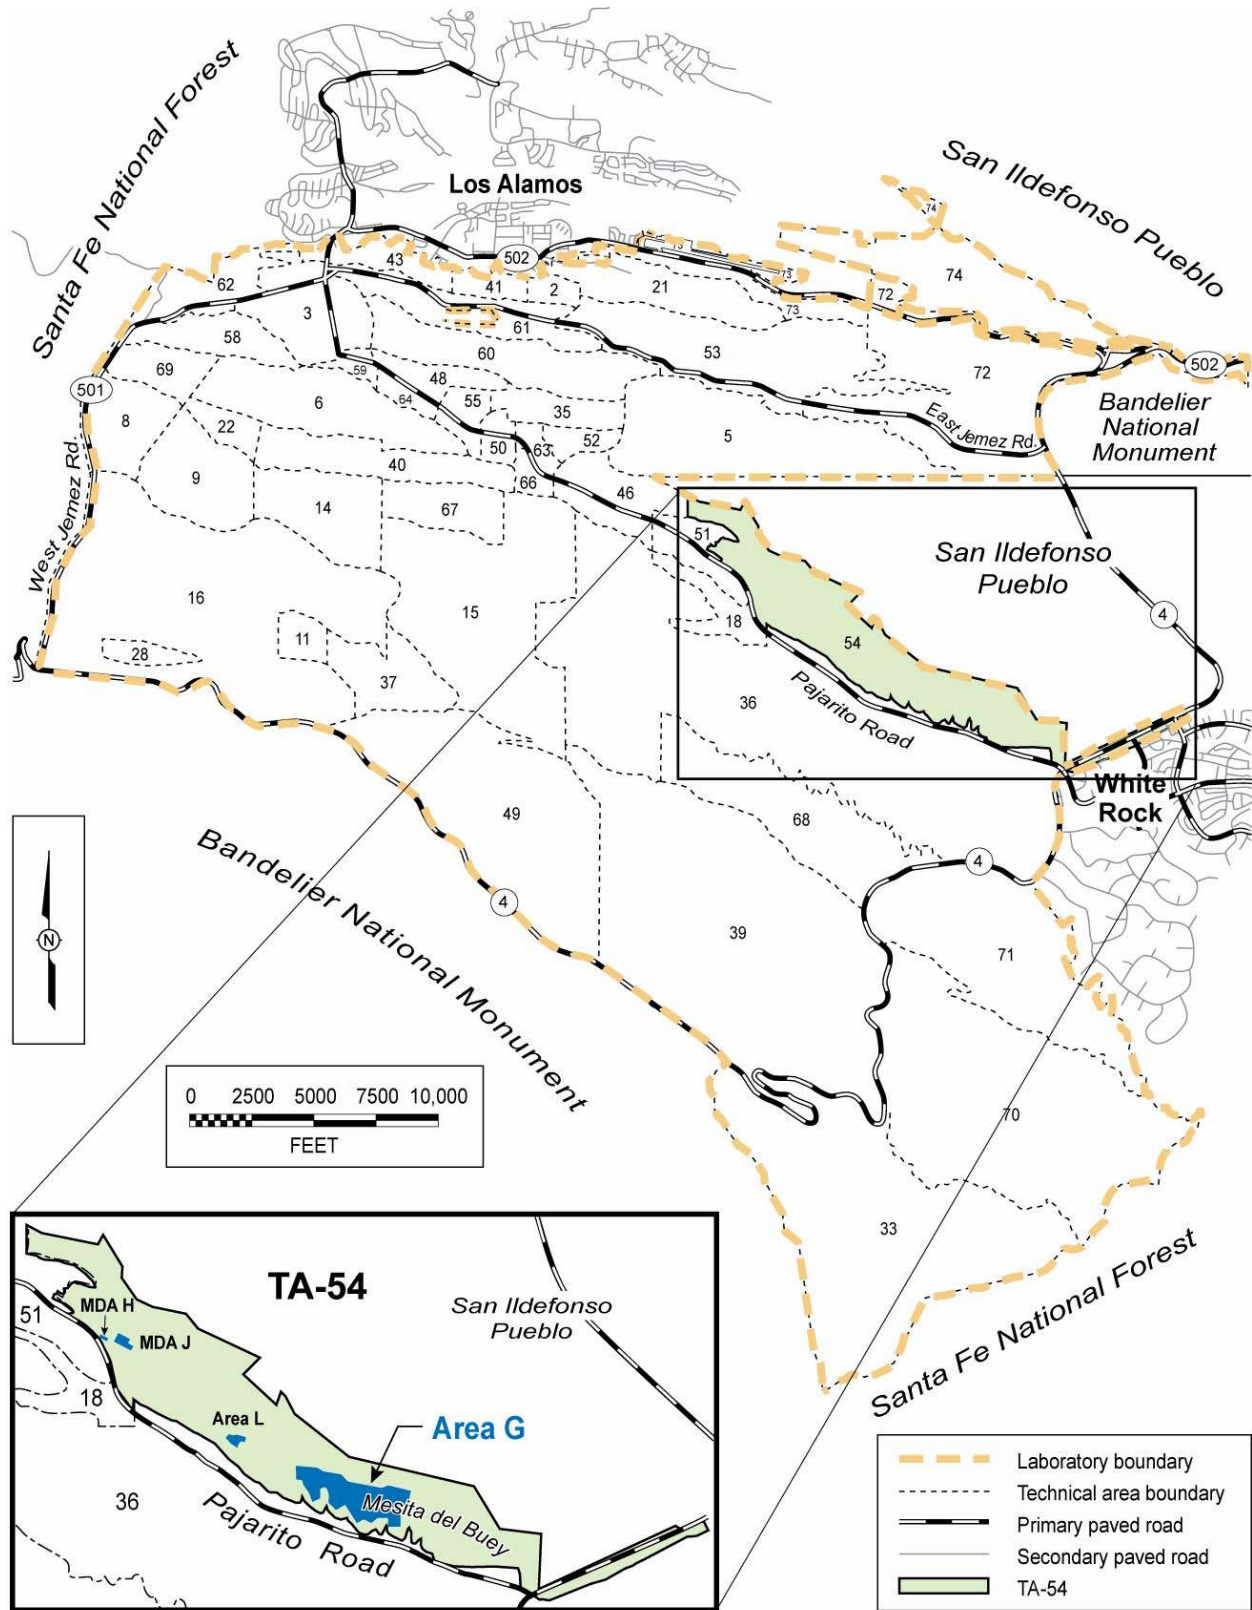 Santa Fe National Forest
Los Alamos
San Ildefonso Pueblo
74
74
43
502
62
41
2
21
73
72
3
73
61
58
53
60
502
69
59
48
72
501
6
64
55
Bandelier
National
Monument
8
22
35
East Jemez Rd.
5
50
63
52
40
9
66
46
14
67
51
West Jemez Rd.
San Ildefonso
Pueblo
16
15
4
11
18
54
28
37
36
Pajarito Road
White
Rock
49
68
Bandelier National Monument
4
4
39
71
N
0 2500 5000 7500 10,000
FEET
70
33
Santa Fe National Forest
TA-54
MDA H
San Ildefonso
Pueblo
51
MDA J
18
Area L
Area G
36
Mesita del Buey
Pajarito Road
Laboratory boundary
Technical area boundary
Primary paved road
Secondary paved road
TA-54